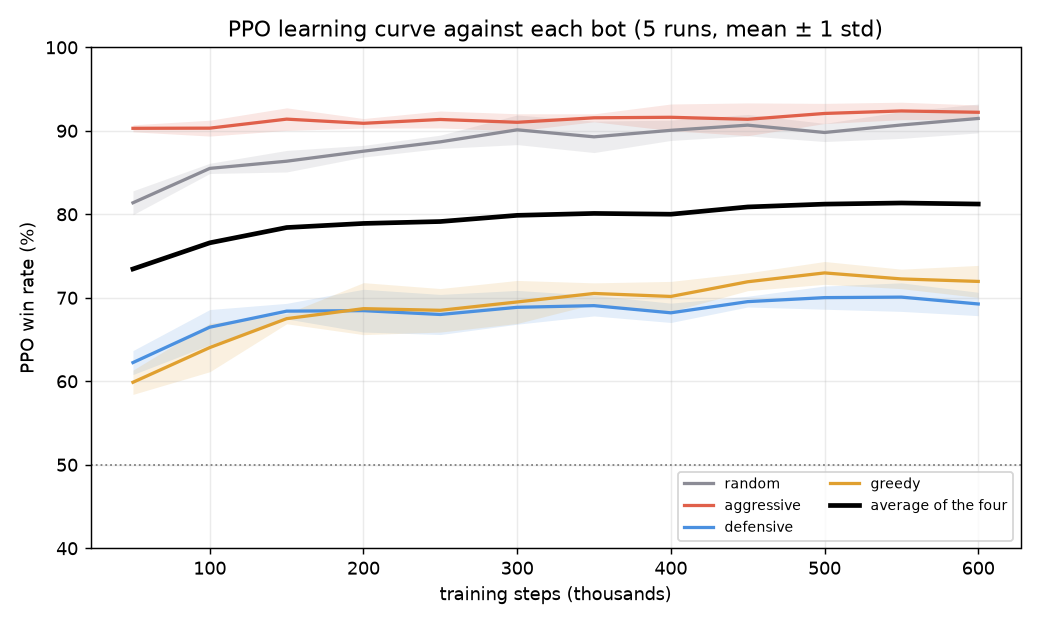 PPO learning curve against each bot (5 runs, mean ± 1 std)
100
90
80
70
60
50
40
PPO win rate (%)
100
200
300
400
500
600
training steps (thousands)
random
aggressive
defensive
greedy
average of the four